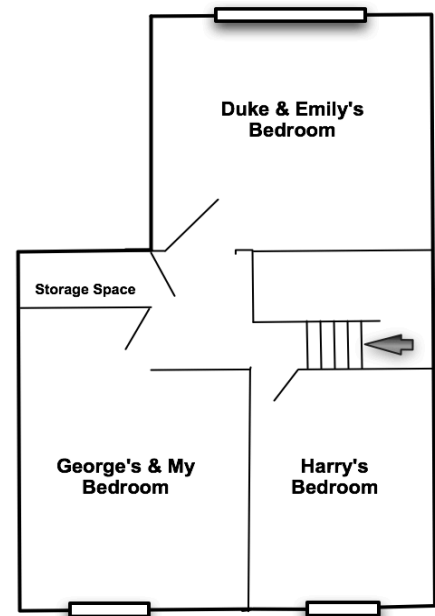 Duke & Emily's
Bedroom
Storage Space
George's & My
Bedroom
Harry's
Bedroom